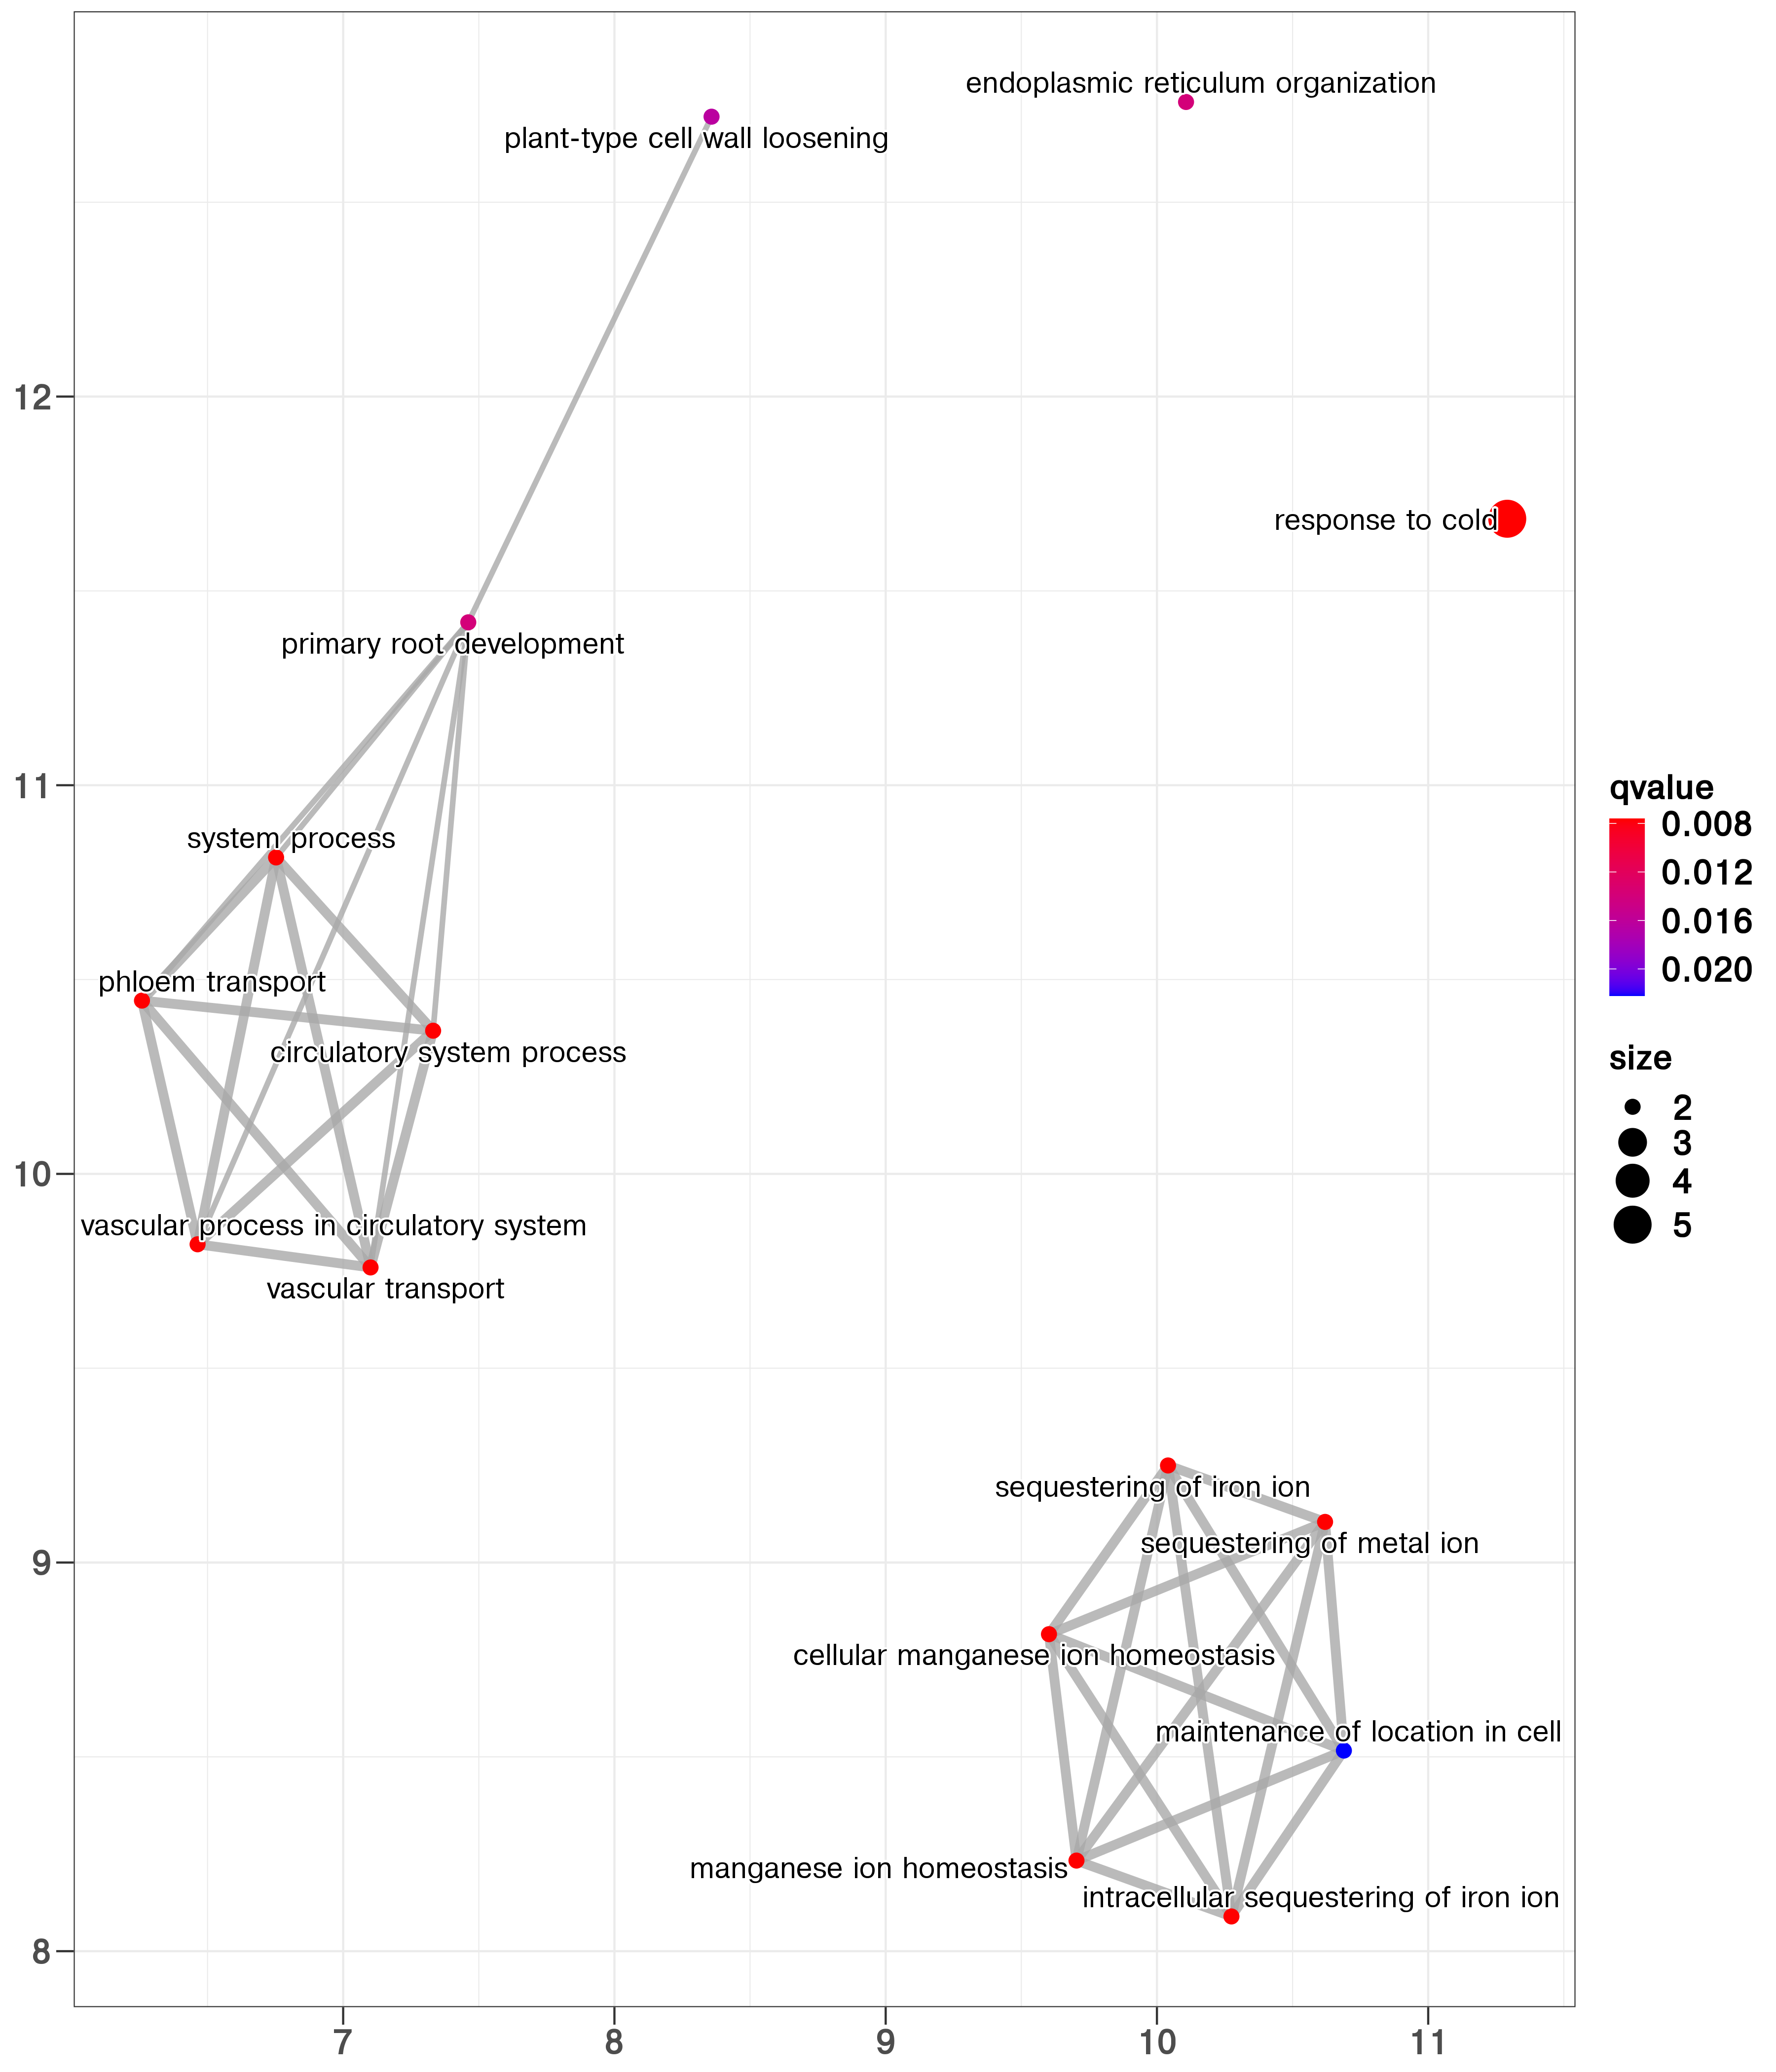 endoplasmic reticulum organization
plant-type cell wall loosening
12
response to cold
primary root development
11
system process
phloem transport
circulatory system process
10
vascular process in circulatory system
vascular transport
sequestering of iron ion
sequestering of metal ion
9
cellular manganese ion homeostasis
maintenance of location in cell
manganese ion homeostasis
intracellular sequestering of iron ion
8
7 8 9 10 11
qvalue
0.008
0.012
0.016
0.020
size
2
3
4
5